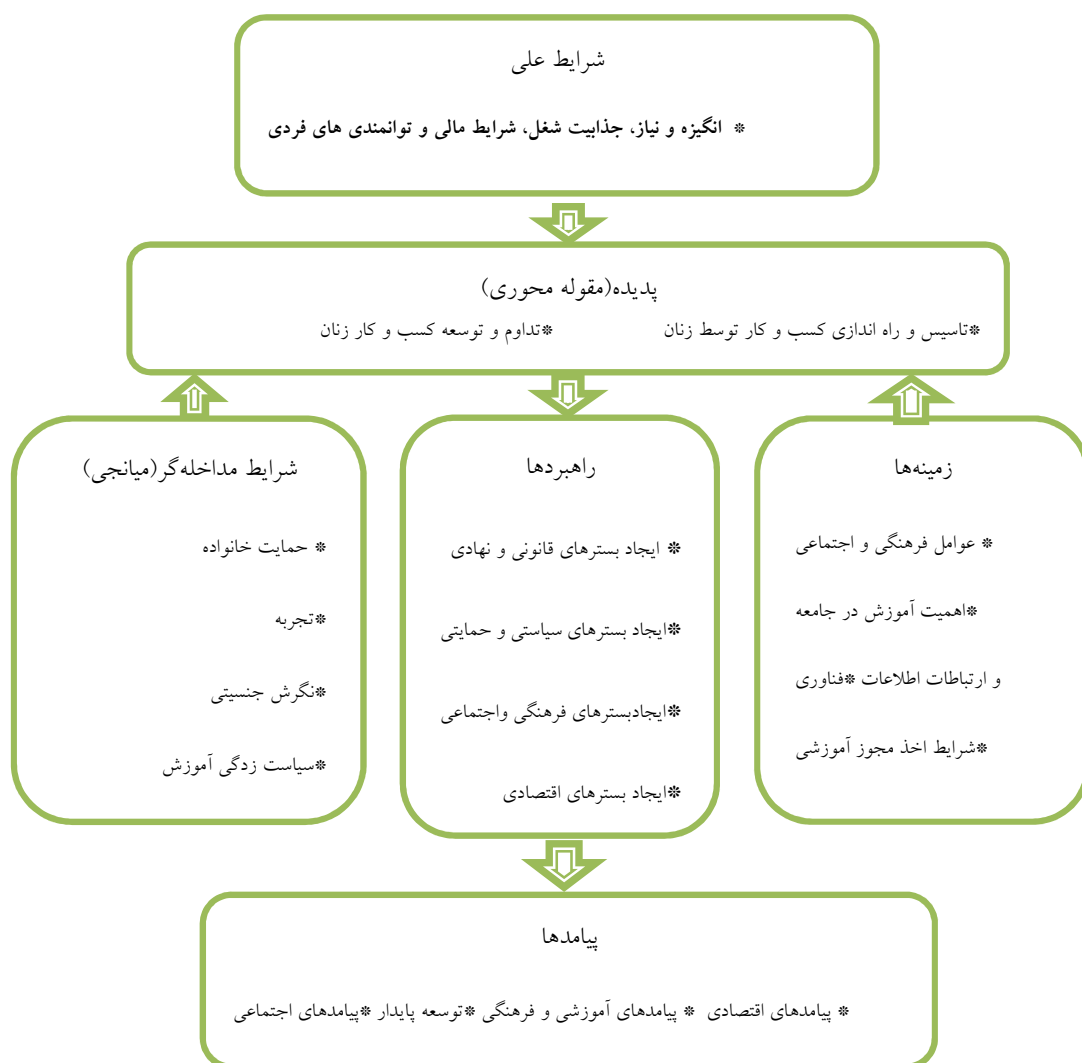 شرایط علی
* انگیزه و نیاز، جذابیت شغل، شرایط مالی و توانمندی های فردی
پدیده(مقوله محوری)
*تاسیس و راه اندازی کسب و کار توسط زنان *تداوم و توسعه کسب و کار زنان
زمینه‌ها
* عوامل فرهنگی و اجتماعی
*اهمیت آموزش در جامعه
و ارتباطات اطلاعات *فناوری
*شرایط اخذ مجوز آموزشی
راهبردها
* ایجاد بسترهای قانونی و نهادی
*ایجاد بسترهای سیاستی و حمایتی
*ایجادبسترهای فرهنگی واجتماعی
*ایجاد بسترهای اقتصادی
شرایط مداخله‌گر(میانجی)
* حمایت خانواده
*تجربه
*نگرش جنسیتی
*سیاست زدگی آموزش
پیامدها
* پیامدهای اقتصادی * پیامدهای آموزشی و فرهنگی *توسعه پایدار *پیامدهای اجتماعی